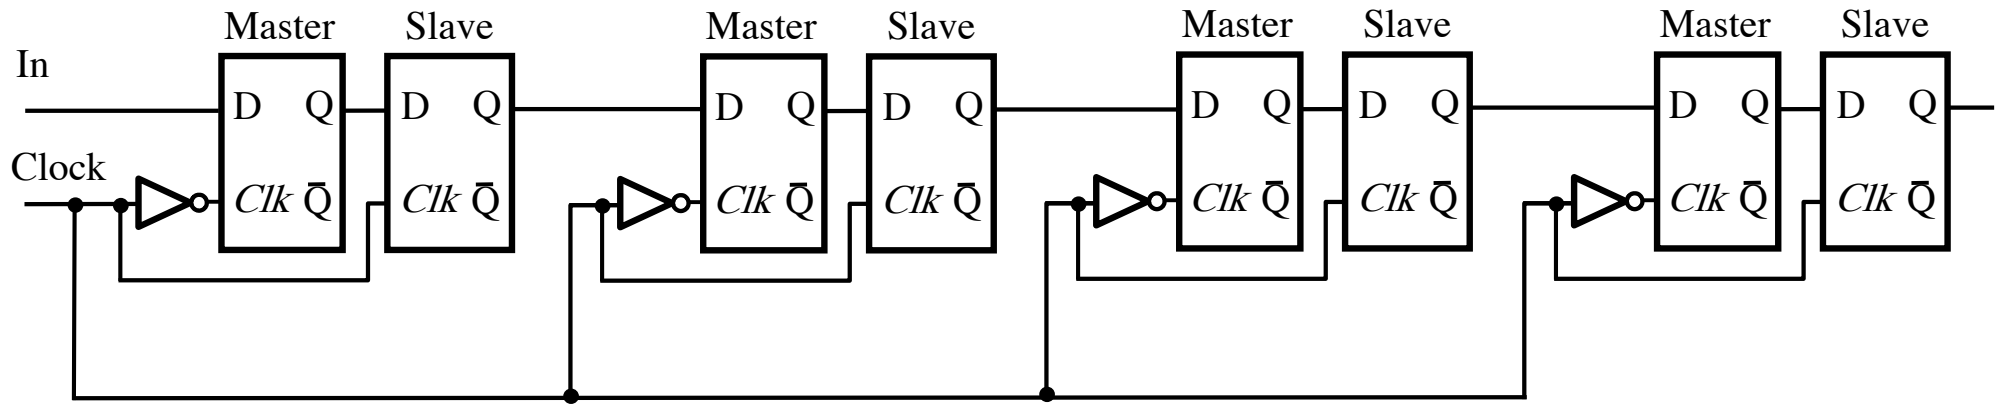 Master Slave Master Slave Master Slave Master Slave
In
D Q D Q D Q D Q D Q D Q D Q D Q
Clock
Clk Q̄ Clk Q̄ Clk Q̄ Clk Q̄ Clk Q̄ Clk Q̄ Clk Q̄ Clk Q̄